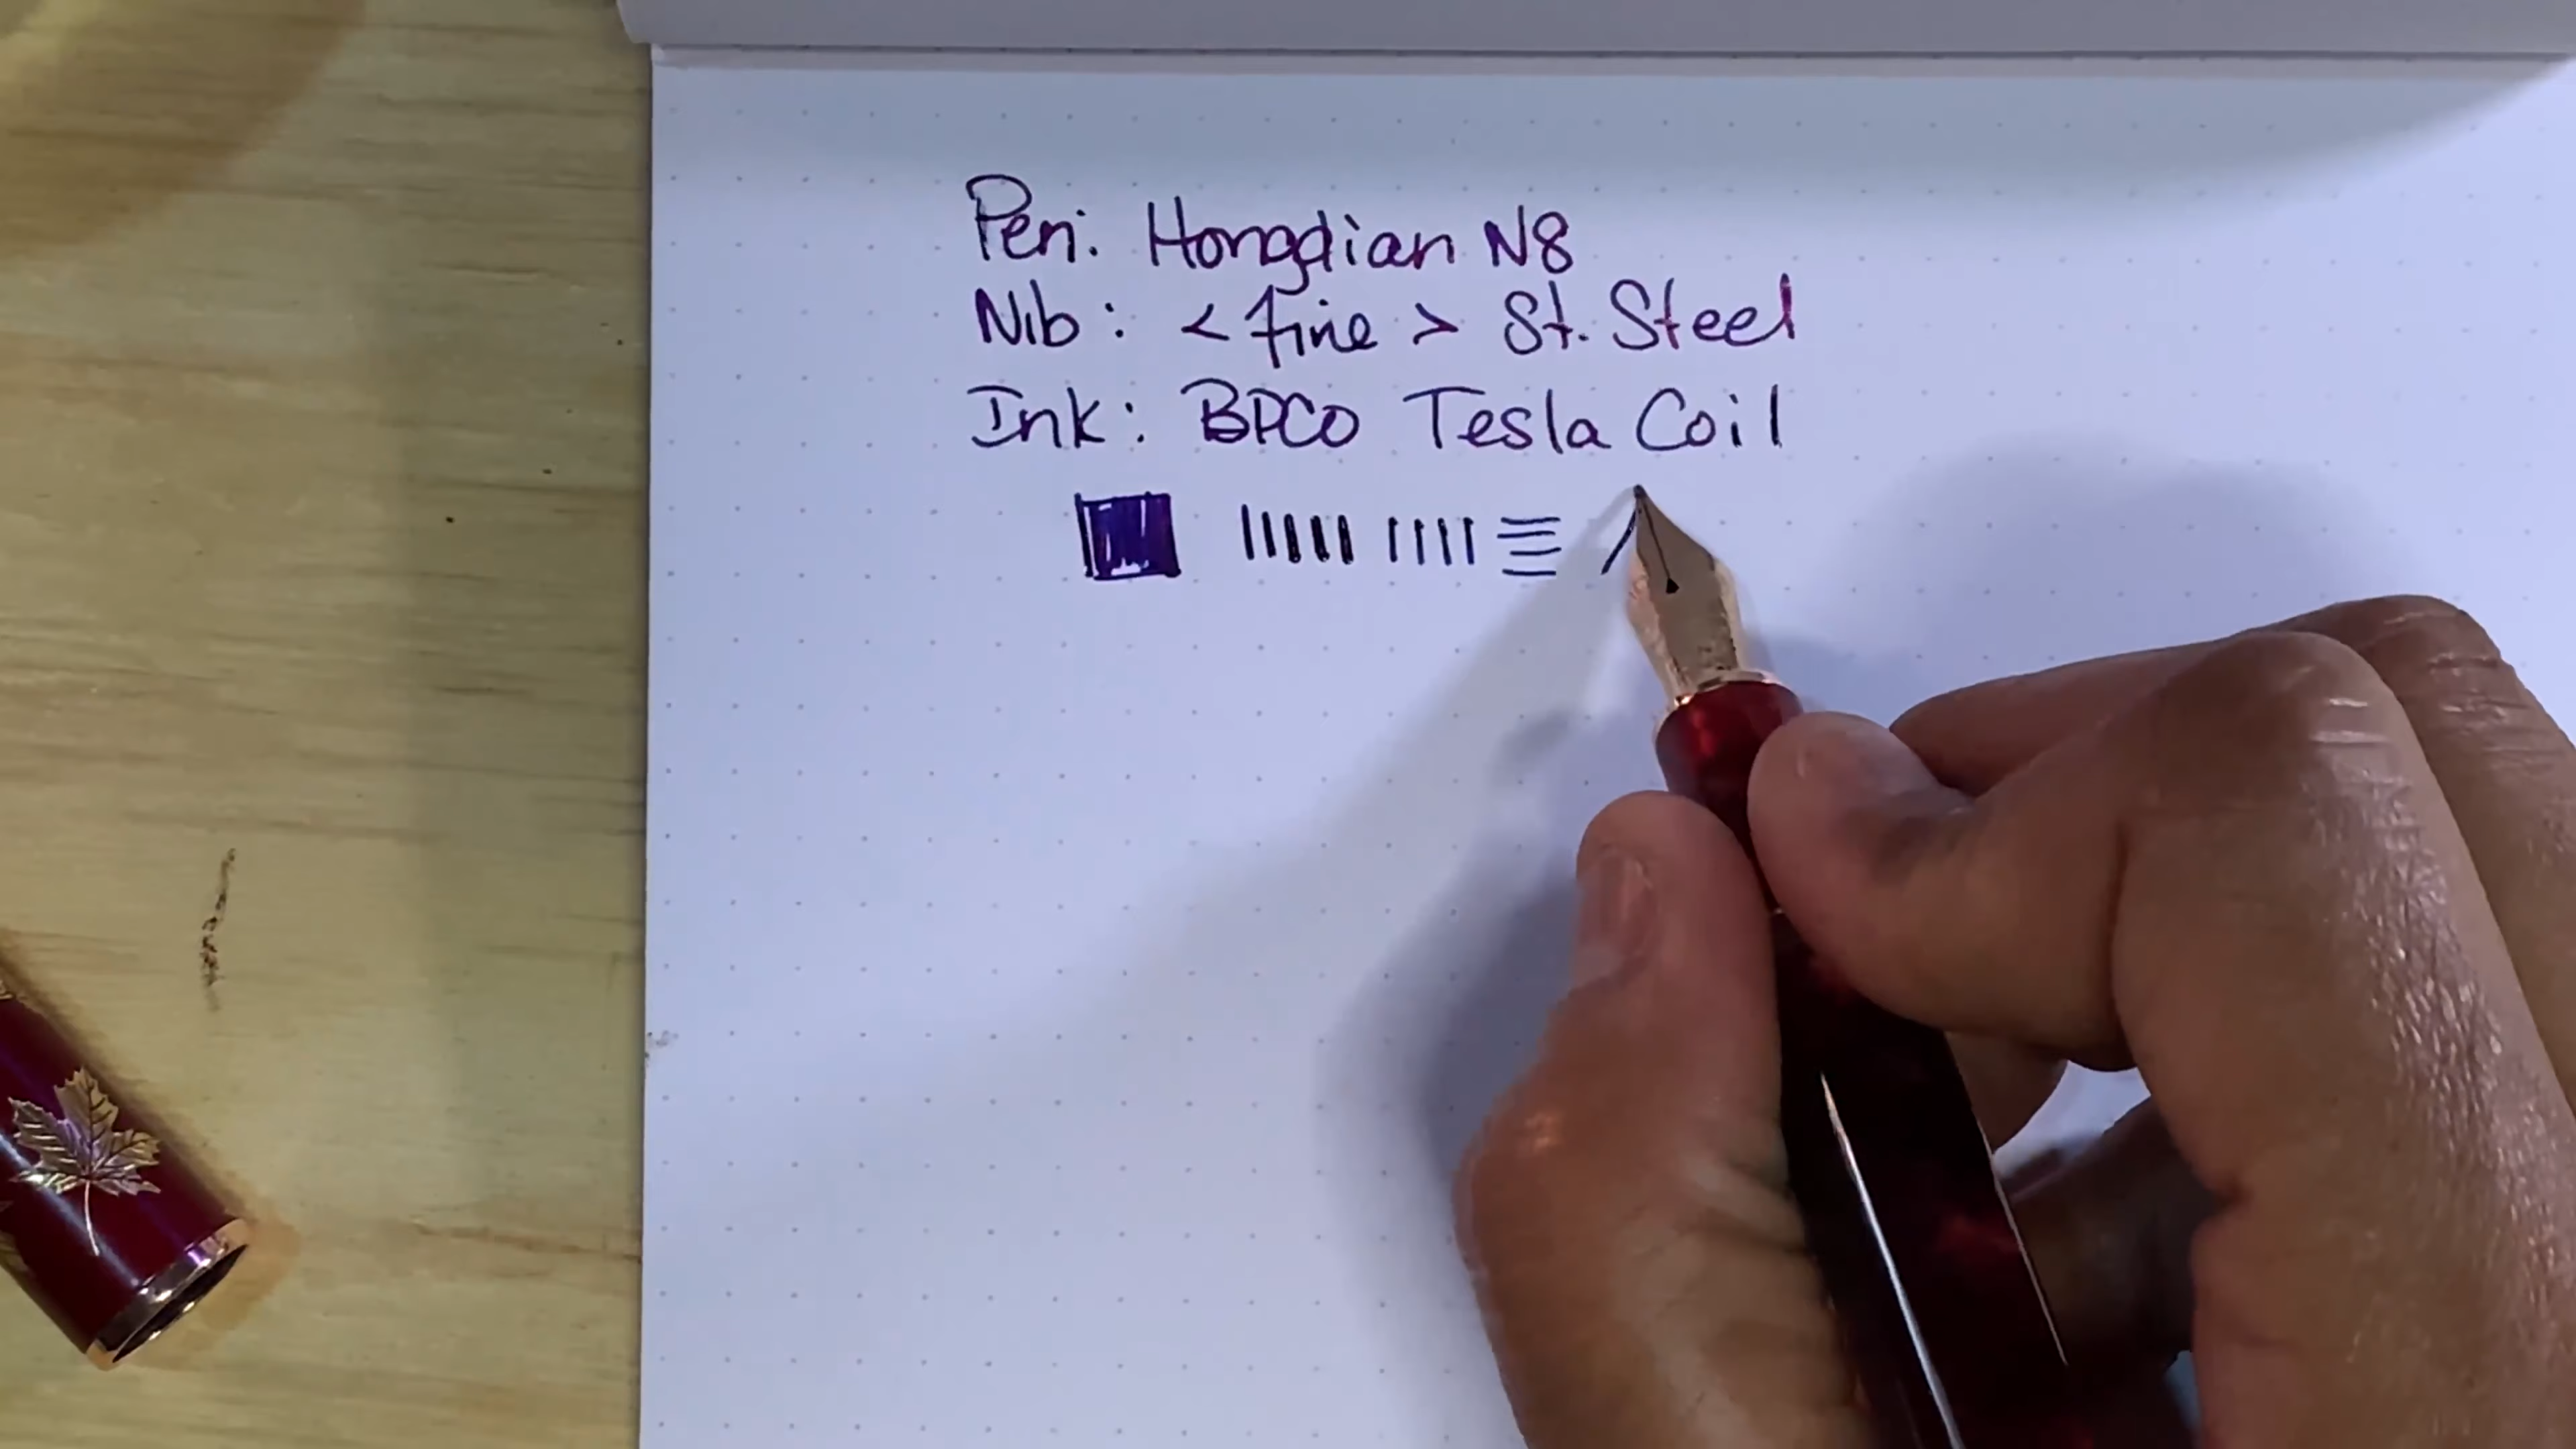 Pen: Hongdian N8
Nib: < fine > St. Steel
Ink: BPCO Tesla Coil